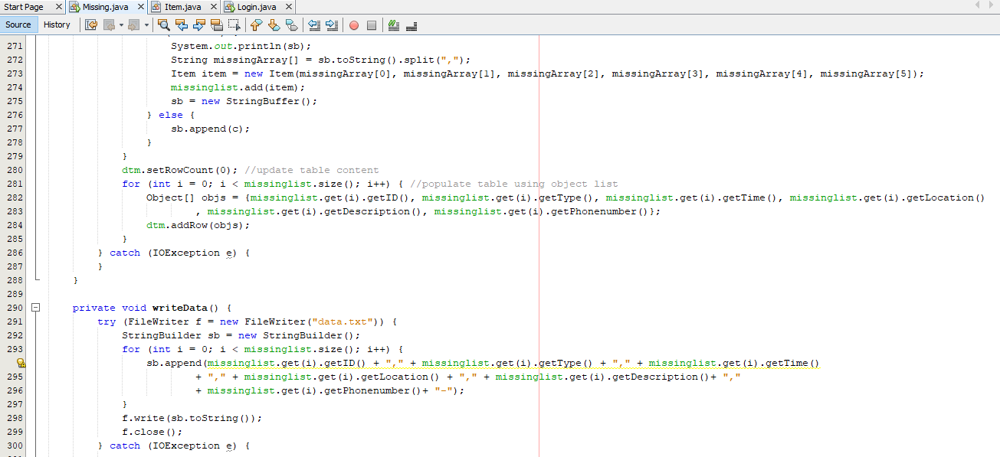 Start Page Missing.java Item.java Login.java
Source History
271 System.out.println(sb);
272 String missingArray[] = sb.toString().split(",");
273 Item item = new Item(missingArray[0], missingArray[1], missingArray[2], missingArray[3], missingArray[4], missingArray[5]);
274 missinglist.add(item);
275 sb = new StringBuffer();
276 } else {
277 sb.append(c);
278 }
279 }
280 dtm.setRowCount(0); //update table content
281 for (int i = 0; i < missinglist.size(); i++) { //populate table using object list
282 Object[] objs = {missinglist.get(i).getID(), missinglist.get(i).getType(), missinglist.get(i).getTime(), missinglist.get(i).getLocation()
283 , missinglist.get(i).getDescription(), missinglist.get(i).getPhonenumber()};
284 dtm.addRow(objs);
285 }
286 } catch (IOException e) {
287 }
288 }
289
290 private void writeData() {
291 try (FileWriter f = new FileWriter("data.txt")) {
292 StringBuilder sb = new StringBuilder();
293 for (int i = 0; i < missinglist.size(); i++) {
sb.append(missinglist.get(i).getID() + "," + missinglist.get(i).getType() + "," + missinglist.get(i).getTime()
295 + "," + missinglist.get(i).getLocation() + "," + missinglist.get(i).getDescription()+ ","
296 + missinglist.get(i).getPhonenumber()+ "-");
297 }
298 f.write(sb.toString());
299 f.close();
300 } catch (IOException e) {